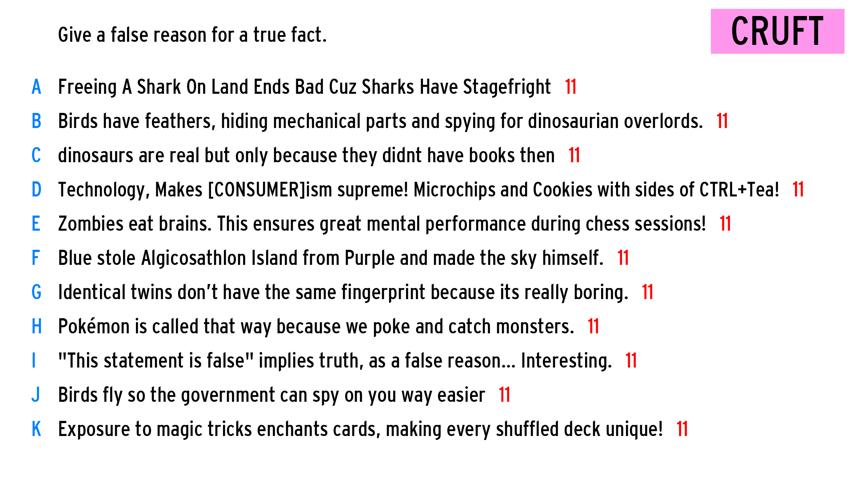 Give a false reason for a true fact.
CRUFT
A Freeing A Shark On Land Ends Bad Cuz Sharks Have Stagefright 11
B Birds have feathers, hiding mechanical parts and spying for dinosaurian overlords. 11
C dinosaurs are real but only because they didnt have books then 11
D Technology, Makes [CONSUMER]ism supreme! Microchips and Cookies with sides of CTRL+Tea! 11
E Zombies eat brains. This ensures great mental performance during chess sessions! 11
F Blue stole Algicosathlon Island from Purple and made the sky himself. 11
G Identical twins don't have the same fingerprint because its really boring. 11
H Pokémon is called that way because we poke and catch monsters. 11
I "This statement is false" implies truth, as a false reason... Interesting. 11
J Birds fly so the government can spy on you way easier 11
K Exposure to magic tricks enchants cards, making every shuffled deck unique! 11